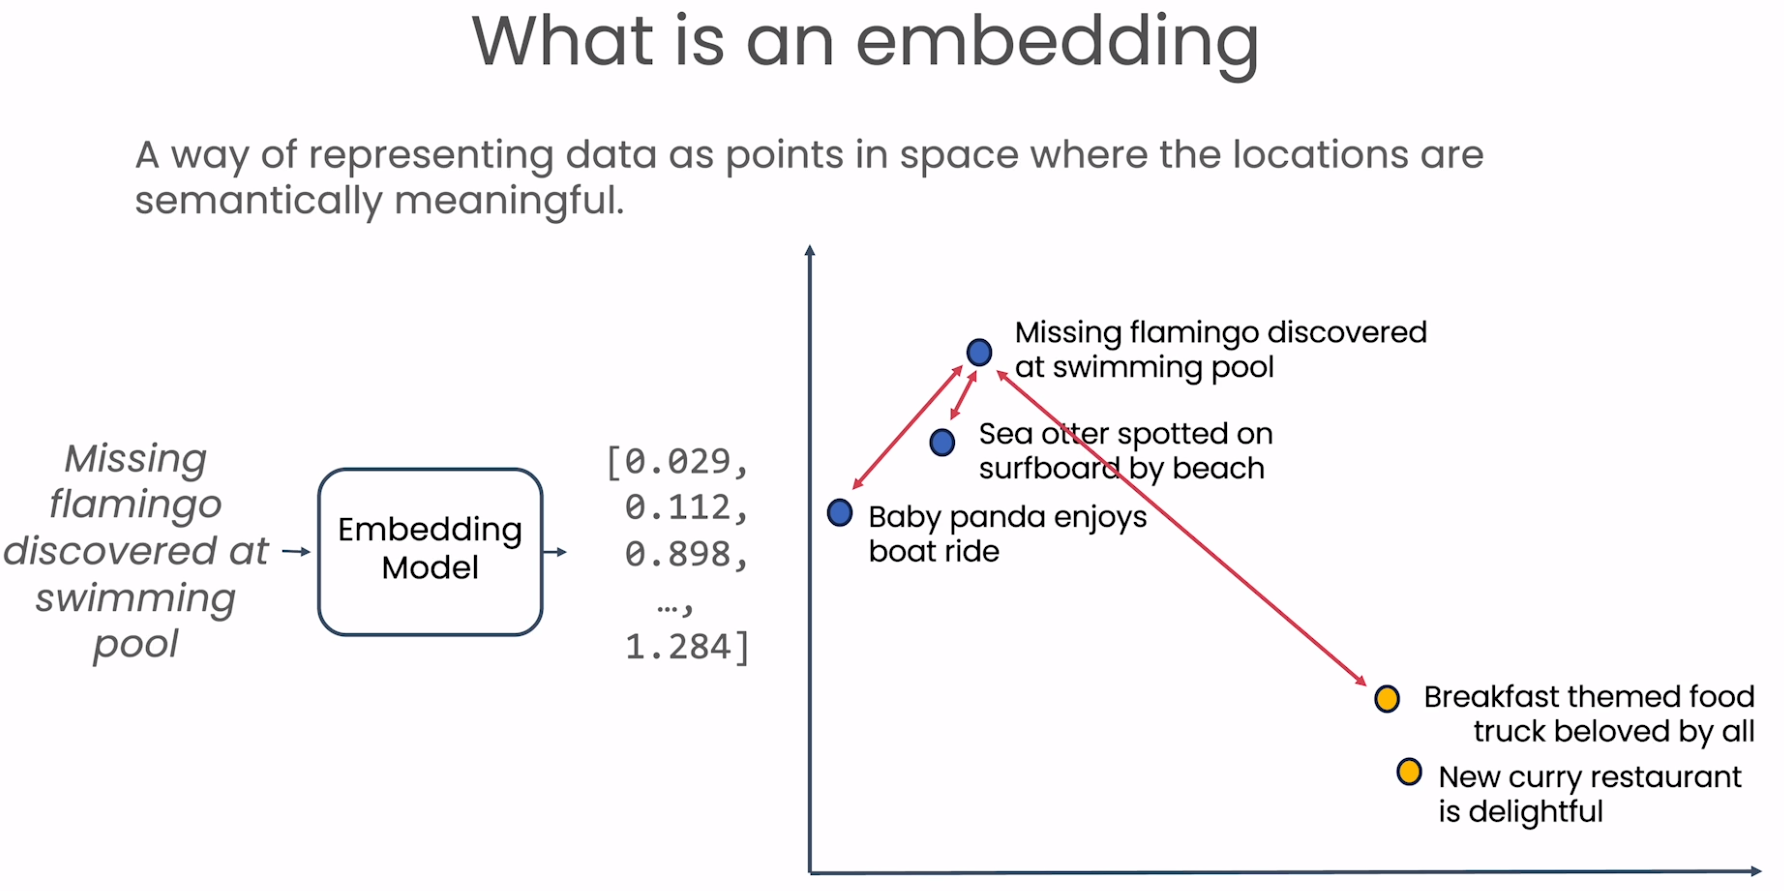 What is an embedding
A way of representing data as points in space where the locations are
semantically meaningful.
Missing
flamingo
discovered at
swimming
pool
Embedding
Model
[0.029,
0.112,
0.898,
…,
1.284]
Missing flamingo discovered
at swimming pool
Sea otter spotted on
surfboard by beach
Baby panda enjoys
boat ride
Breakfast themed food
truck beloved by all
New curry restaurant
is delightful